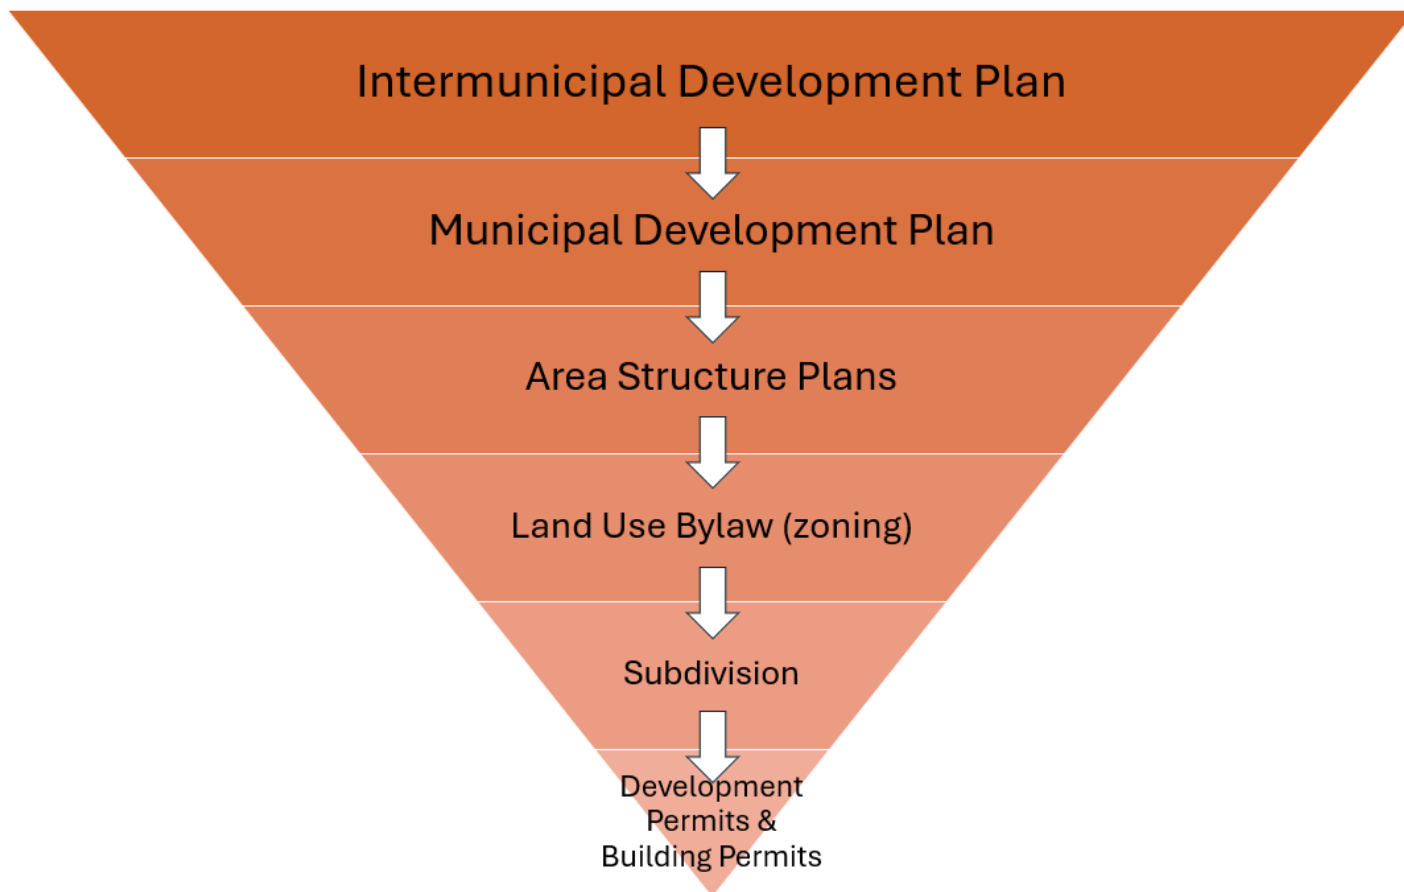 Intermunicipal Development Plan
Municipal Development Plan
Area Structure Plans
Land Use Bylaw (zoning)
Subdivision
Development
Permits &
Building Permits